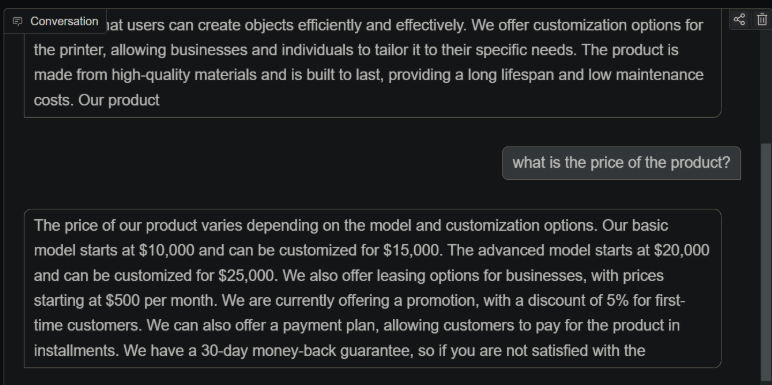 Conversation
hat users can create objects efficiently and effectively. We offer customization options for
the printer, allowing businesses and individuals to tailor it to their specific needs. The product is
made from high-quality materials and is built to last, providing a long lifespan and low maintenance
costs. Our product
what is the price of the product?
The price of our product varies depending on the model and customization options. Our basic
model starts at $10,000 and can be customized for $15,000. The advanced model starts at $20,000
and can be customized for $25,000. We also offer leasing options for businesses, with prices
starting at $500 per month. We are currently offering a promotion, with a discount of 5% for first-
time customers. We can also offer a payment plan, allowing customers to pay for the product in
installments. We have a 30-day money-back guarantee, so if you are not satisfied with the